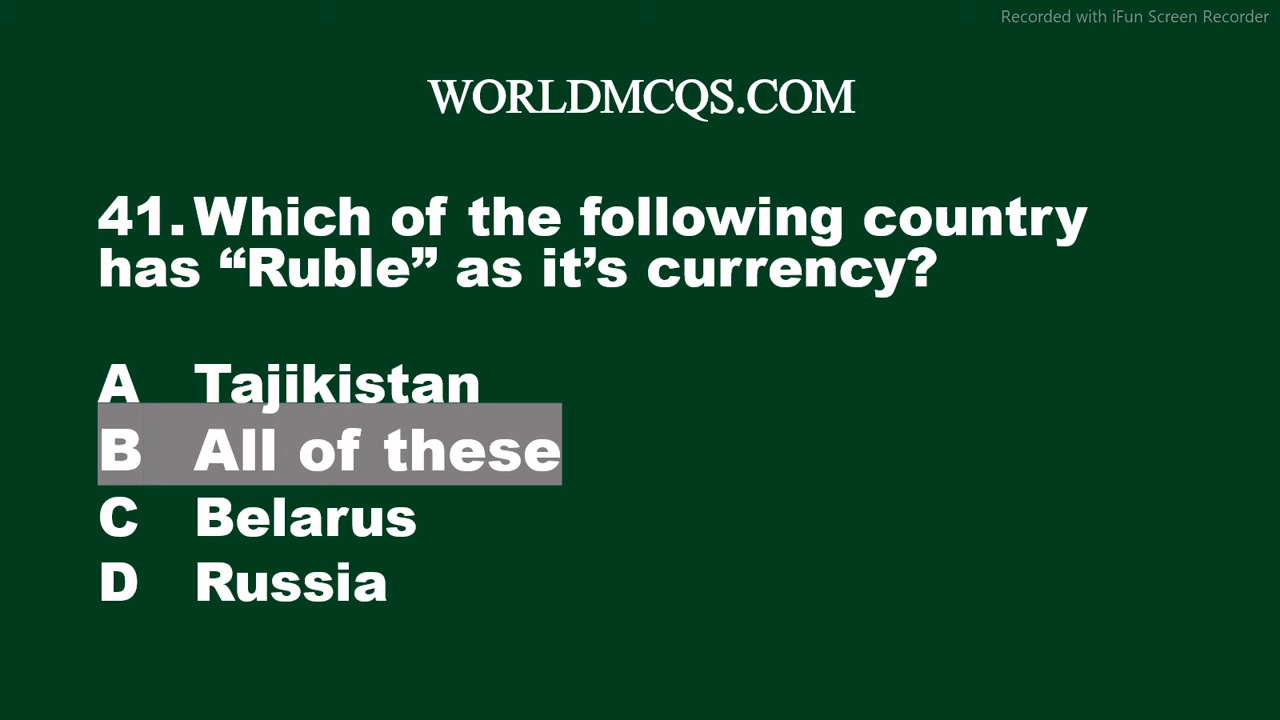 Recorded with iFun Screen Recorder
WORLDMCQS.COM
41. Which of the following country
has “Ruble” as it’s currency?
A Tajikistan
B All of these
C Belarus
D Russia